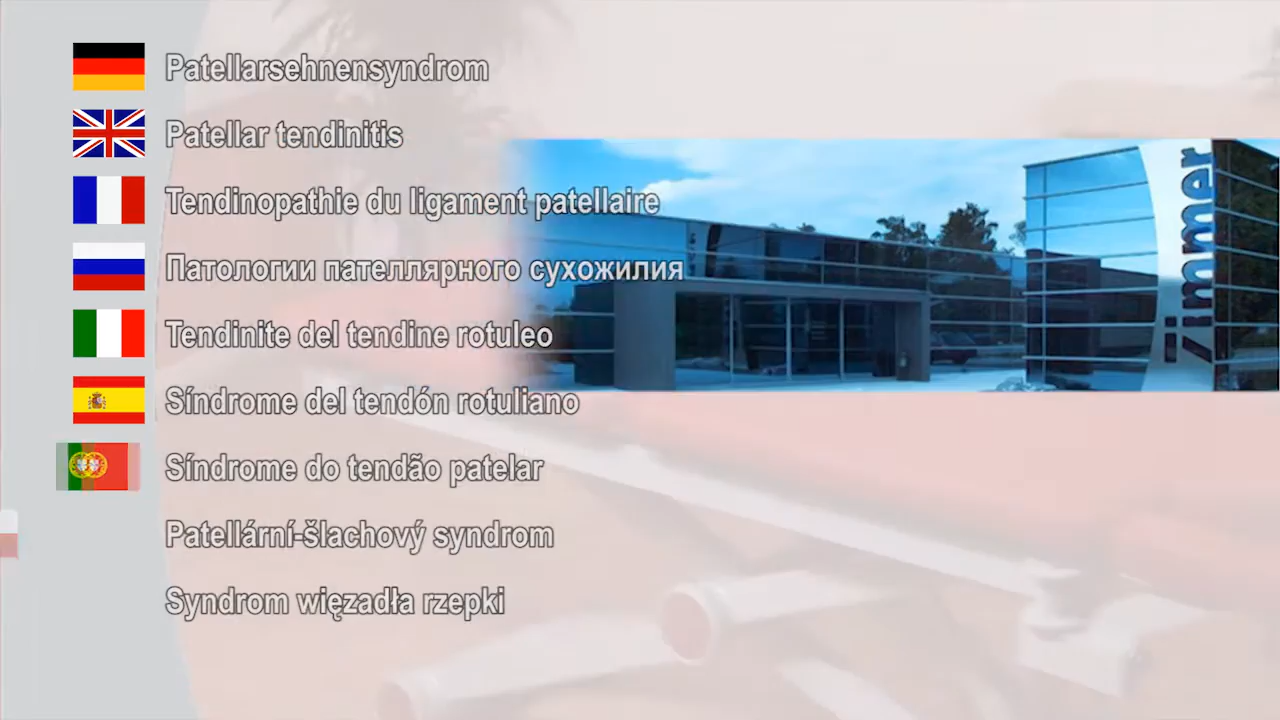 Patellarsehnensyndrom
Patellar tendinitis
Tendinopathie du ligament patellaire
Патологии пателлярного сухожилия
Tendinite del tendine rotuleo
Síndrome del tendón rotuliano
Síndrome do tendão patelar
Patellární-šlachový syndrom
Syndrom więzadła rzepki
zimmer